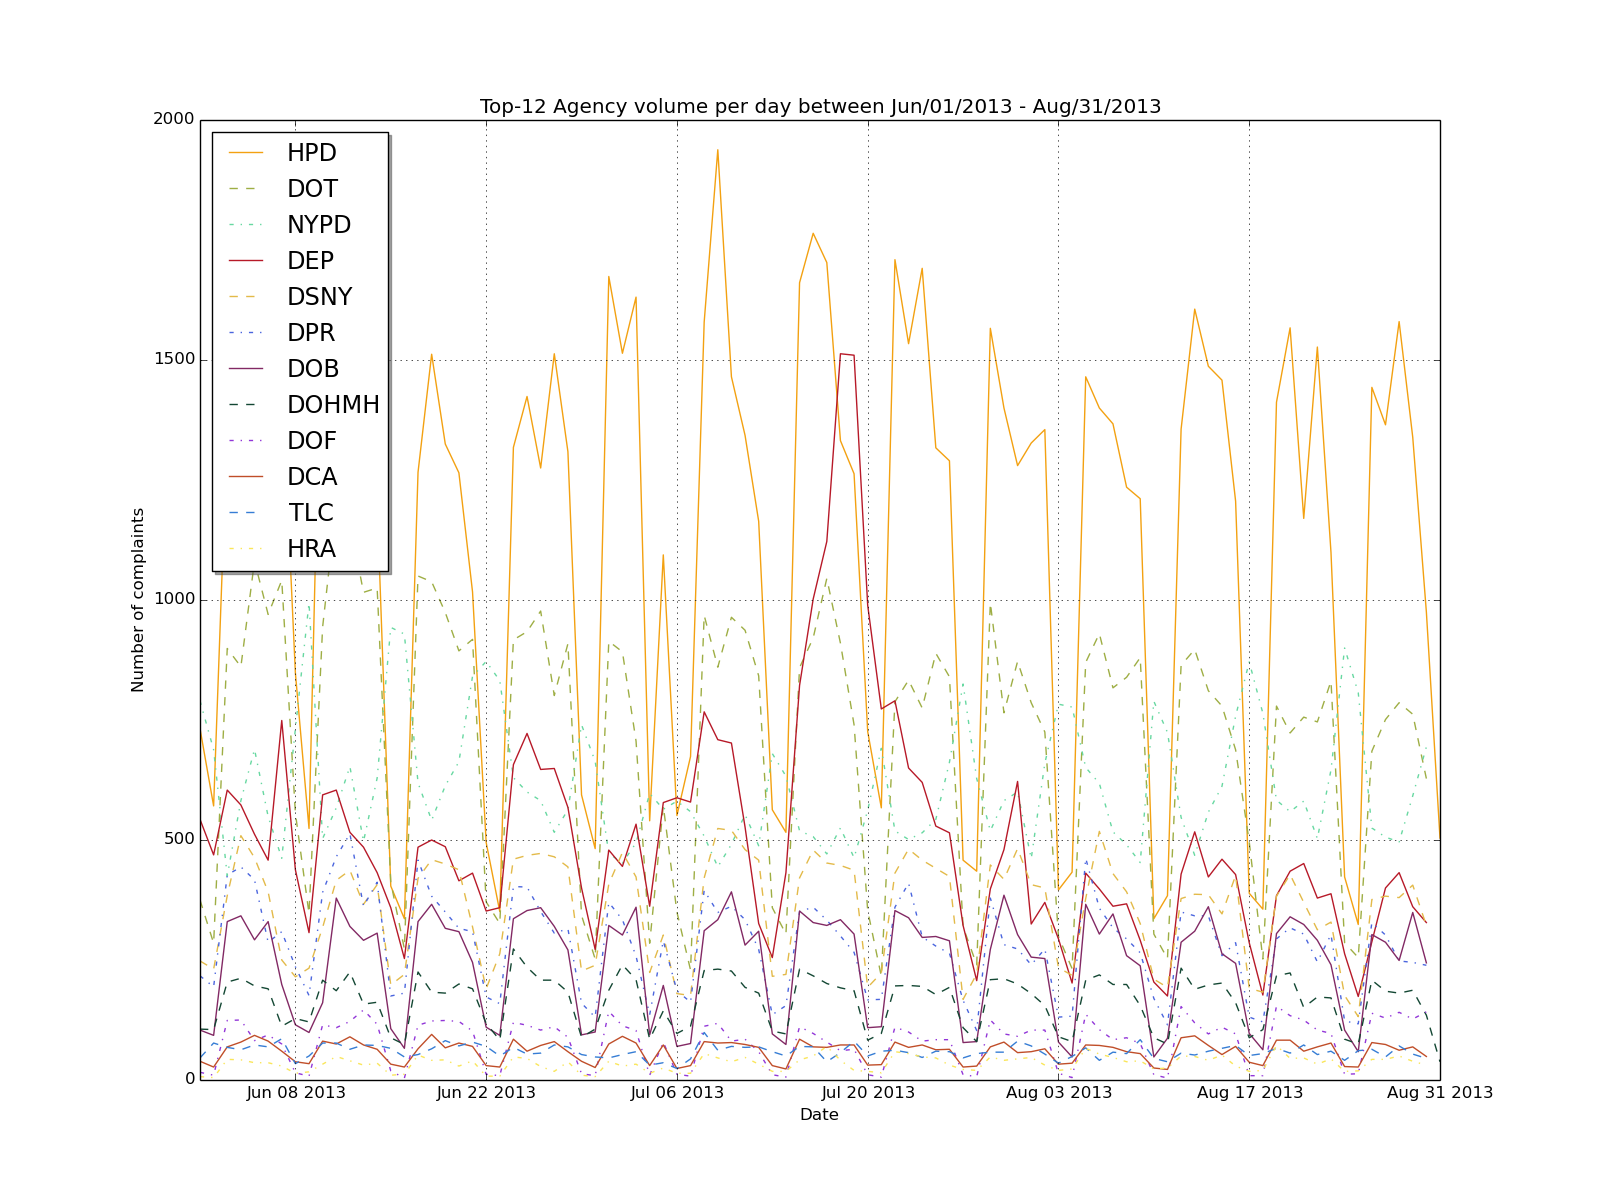 Top-12 Agency volume per day between Jun/01/2013 - Aug/31/2013
2000
1500
1000
500
0
Number of complaints
HPD
DOT
NYPD
DEP
DSNY
DPR
DOB
DOHMH
DOF
DCA
TLC
HRA
Jun 08 2013
Jun 22 2013
Jul 06 2013
Jul 20 2013
Aug 03 2013
Aug 17 2013
Aug 31 2013
Date